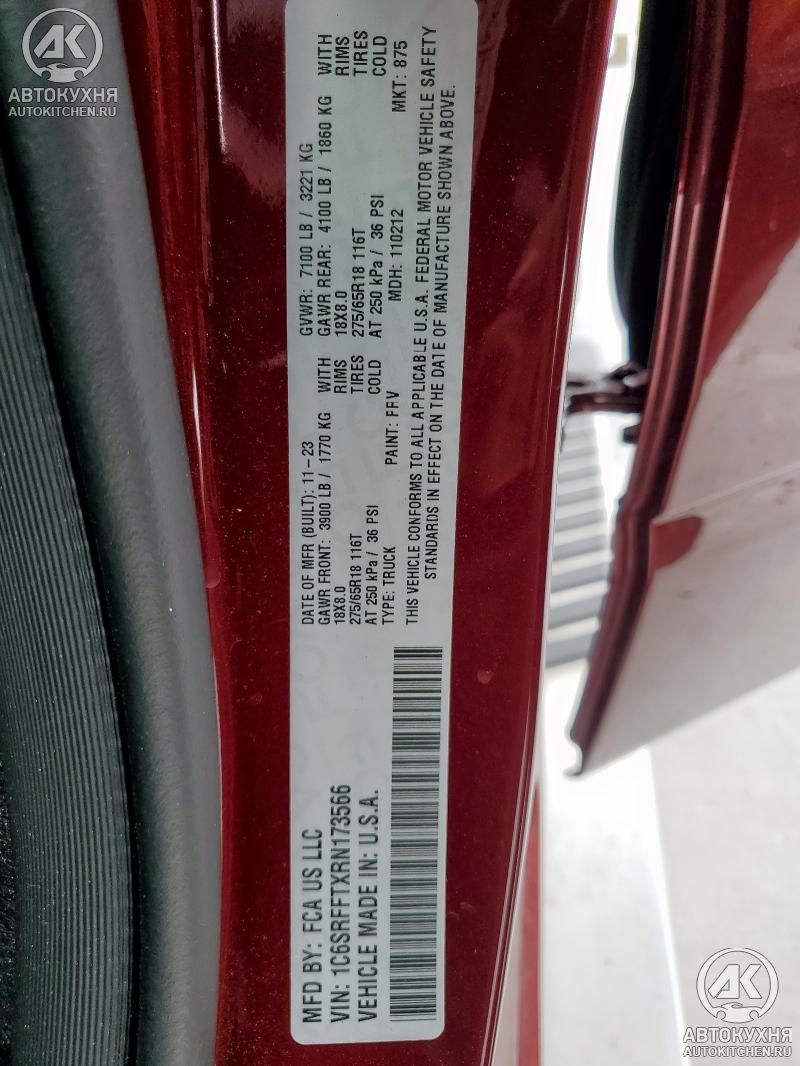 AK
АВТОКУХНЯ
AUTOKITCHEN.RU
MFD BY: FCA US LLC
VIN: 1C6SRFFTXRN173566
VEHICLE MADE IN: U.S.A.
DATE OF MFR (BUILT): 11-23
GAWR FRONT: 3900 LB / 1770 KG WITH
18X8.0 RIMS
275/65R18 116T TIRES
AT 250 kPa / 36 PSI COLD
TYPE: TRUCK PAINT: FRV
GVWR: 7100 LB / 3221 KG
GAWR REAR: 4100 LB / 1860 KG WITH
18X8.0 RIMS
275/65R18 116T TIRES
AT 250 kPa / 36 PSI COLD
MDH: 110212 MKT: 875
THIS VEHICLE CONFORMS TO ALL APPLICABLE U.S.A. FEDERAL MOTOR VEHICLE SAFETY
STANDARDS IN EFFECT ON THE DATE OF MANUFACTURE SHOWN ABOVE.
AK
АВТОКУХНЯ
AUTOKITCHEN.RU